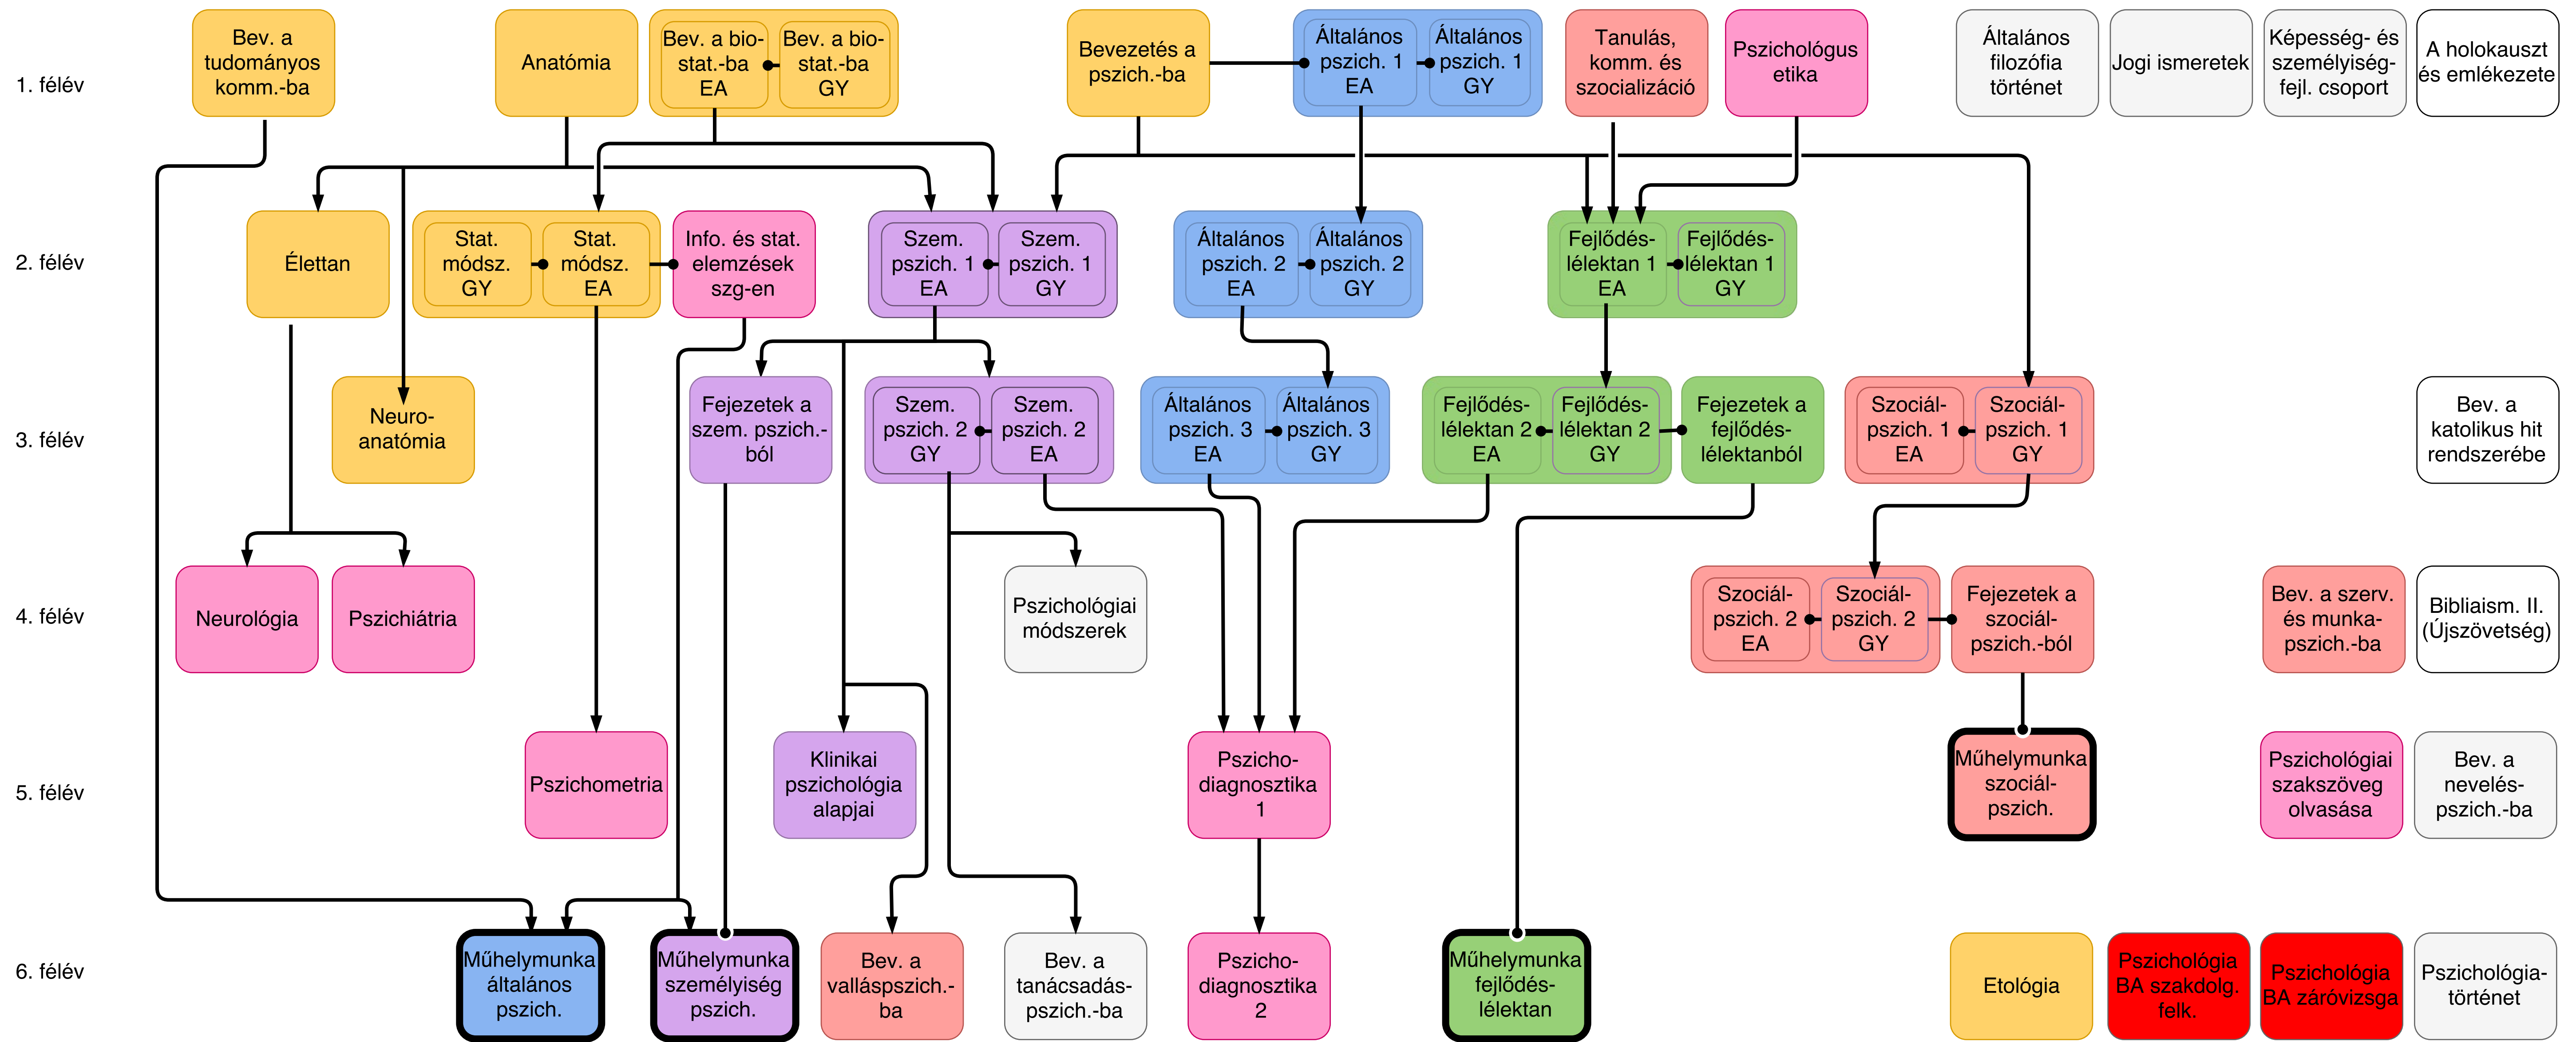 1. félév
Bev. a
tudományos
komm.-ba
Anatómia
Bev. a bio-
stat.-ba
EA
Bev. a bio-
stat.-ba
GY
Bevezetés a
pszich.-ba
Általános
pszich. 1
EA
Általános
pszich. 1
GY
Tanulás,
komm. és
szocializáció
Pszichológus
etika
Általános
filozófia
történet
Jogi ismeretek
Képesség- és
személyiség-
fejl. csoport
A holokauszt
és emlékezete
2. félév
Élettan
Stat.
módsz.
GY
Stat.
módsz.
EA
Info. és stat.
elemzések
szg-en
Szem.
pszich. 1
EA
Szem.
pszich. 1
GY
Általános
pszich. 2
EA
Általános
pszich. 2
GY
Fejlődés-
lélektan 1
EA
Fejlődés-
lélektan 1
GY
3. félév
Neuro-
anatómia
Fejezetek a
szem. pszich.-
ból
Szem.
pszich. 2
GY
Szem.
pszich. 2
EA
Általános
pszich. 3
EA
Általános
pszich. 3
GY
Fejlődés-
lélektan 2
EA
Fejlődés-
lélektan 2
GY
Fejezetek a
fejlődés-
lélektanból
Szociál-
pszich. 1
EA
Szociál-
pszich. 1
GY
Bev. a
katolikus hit
rendszerébe
4. félév
Neurológia
Pszichiátria
Pszichológiai
módszerek
Szociál-
pszich. 2
EA
Szociál-
pszich. 2
GY
Fejezetek a
szociál-
pszich.-ból
Bev. a szerv.
és munka-
pszich.-ba
Bibliaism. II.
(Újszövetség)
5. félév
Pszichometria
Klinikai
pszichológia
alapjai
Pszicho-
diagnosztika
1
Műhelymunka
szociál-
pszich.
Pszichológiai
szakszöveg
olvasása
Bev. a
nevelés-
pszich.-ba
6. félév
Műhelymunka
általános
pszich.
Műhelymunka
személyiség
pszich.
Bev. a
valláspszich.-
ba
Bev. a
tanácsadás-
pszich.-ba
Pszicho-
diagnosztika
2
Műhelymunka
fejlődés-
lélektan
Etológia
Pszichológia
BA szakdolg.
felk.
Pszichológia
BA záróvizsga
Pszichológia-
történet